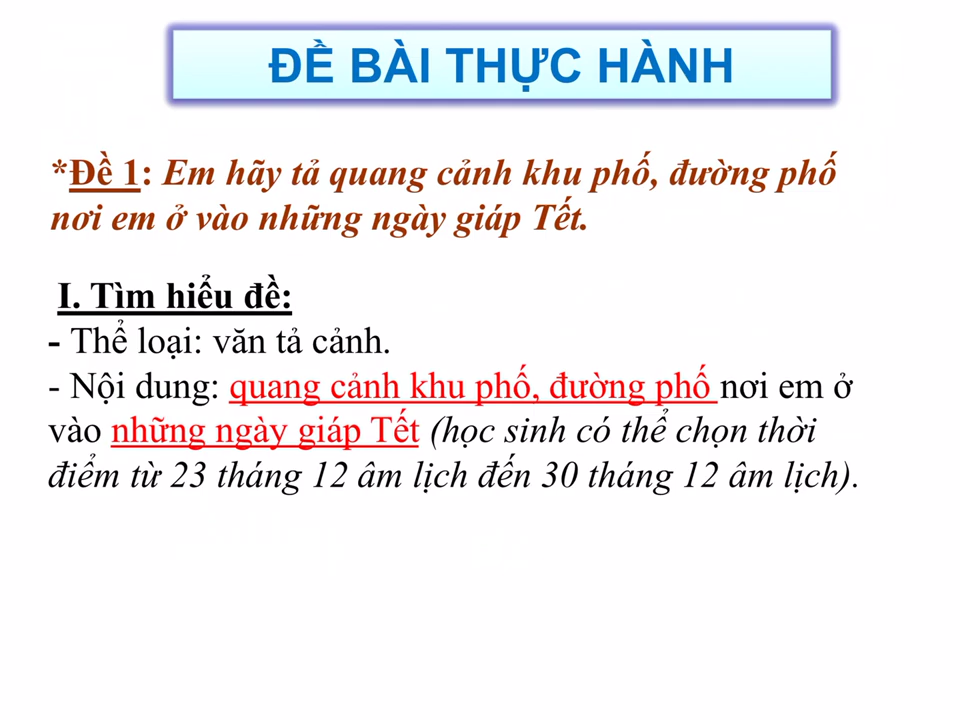 ĐỀ BÀI THỰC HÀNH
*Đề 1: Em hãy tả quang cảnh khu phố, đường phố
nơi em ở vào những ngày giáp Tết.
I. Tìm hiểu đề:
- Thể loại: văn tả cảnh.
- Nội dung: quang cảnh khu phố, đường phố nơi em ở
vào những ngày giáp Tết (học sinh có thể chọn thời
điểm từ 23 tháng 12 âm lịch đến 30 tháng 12 âm lịch).